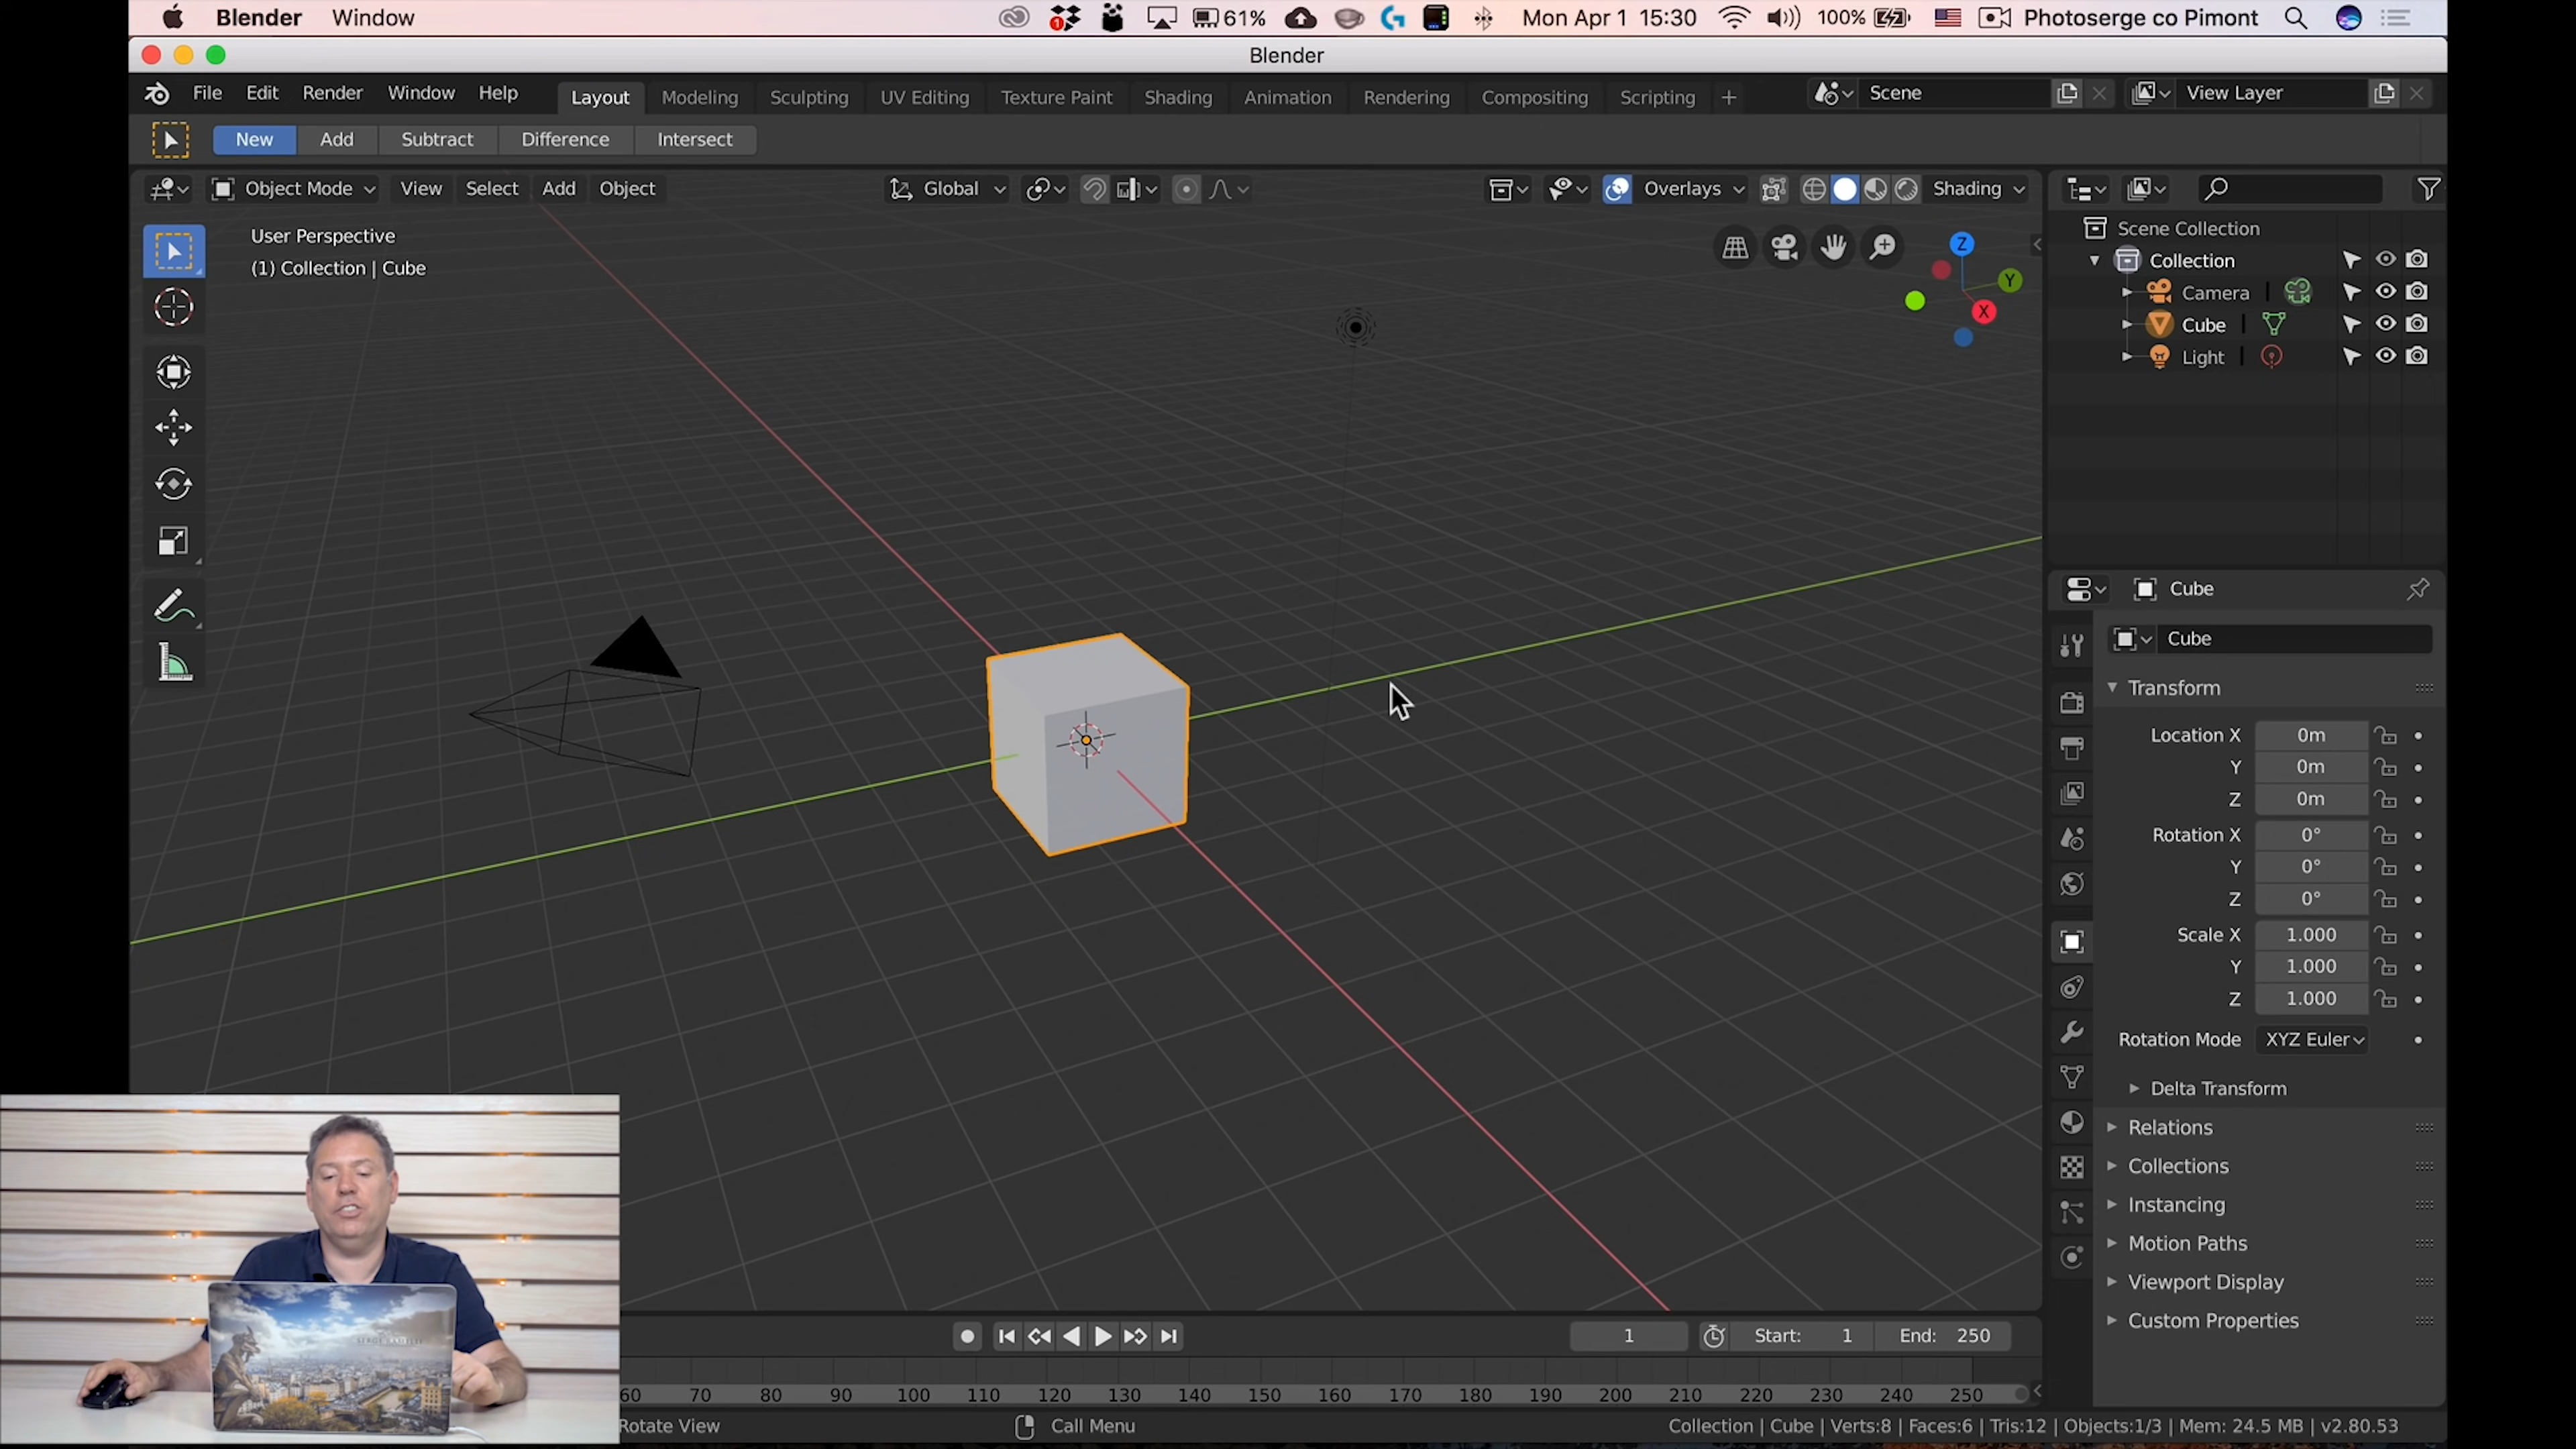 Blender Window 61% Mon Apr 1 15:30 100% Photoserge co Pimont
1
Blender
File Edit Render Window Help Layout Modeling Sculpting UV Editing Texture Paint Shading Animation Rendering Compositing Scripting + Scene View Layer
New Add Subtract Difference Intersect
Object Mode View Select Add Object Global Overlays Shading
User Perspective
(1) Collection | Cube
Z
Y
X
Scene Collection
Collection
Camera
Cube
Light
Cube
Cube
Transform
Location X 0m
Y 0m
Z 0m
Rotation X 0°
Y 0°
Z 0°
Scale X 1.000
Y 1.000
Z 1.000
Rotation Mode XYZ Euler
Delta Transform
Relations
Collections
Instancing
Motion Paths
Viewport Display
Custom Properties
1 Start: 1 End: 250
60 70 80 90 100 110 120 130 140 150 160 170 180 190 200 210 220 230 240 250
Rotate View Call Menu Collection | Cube | Verts:8 | Faces:6 | Tris:12 | Objects:1/3 | Mem: 24.5 MB | v2.80.53